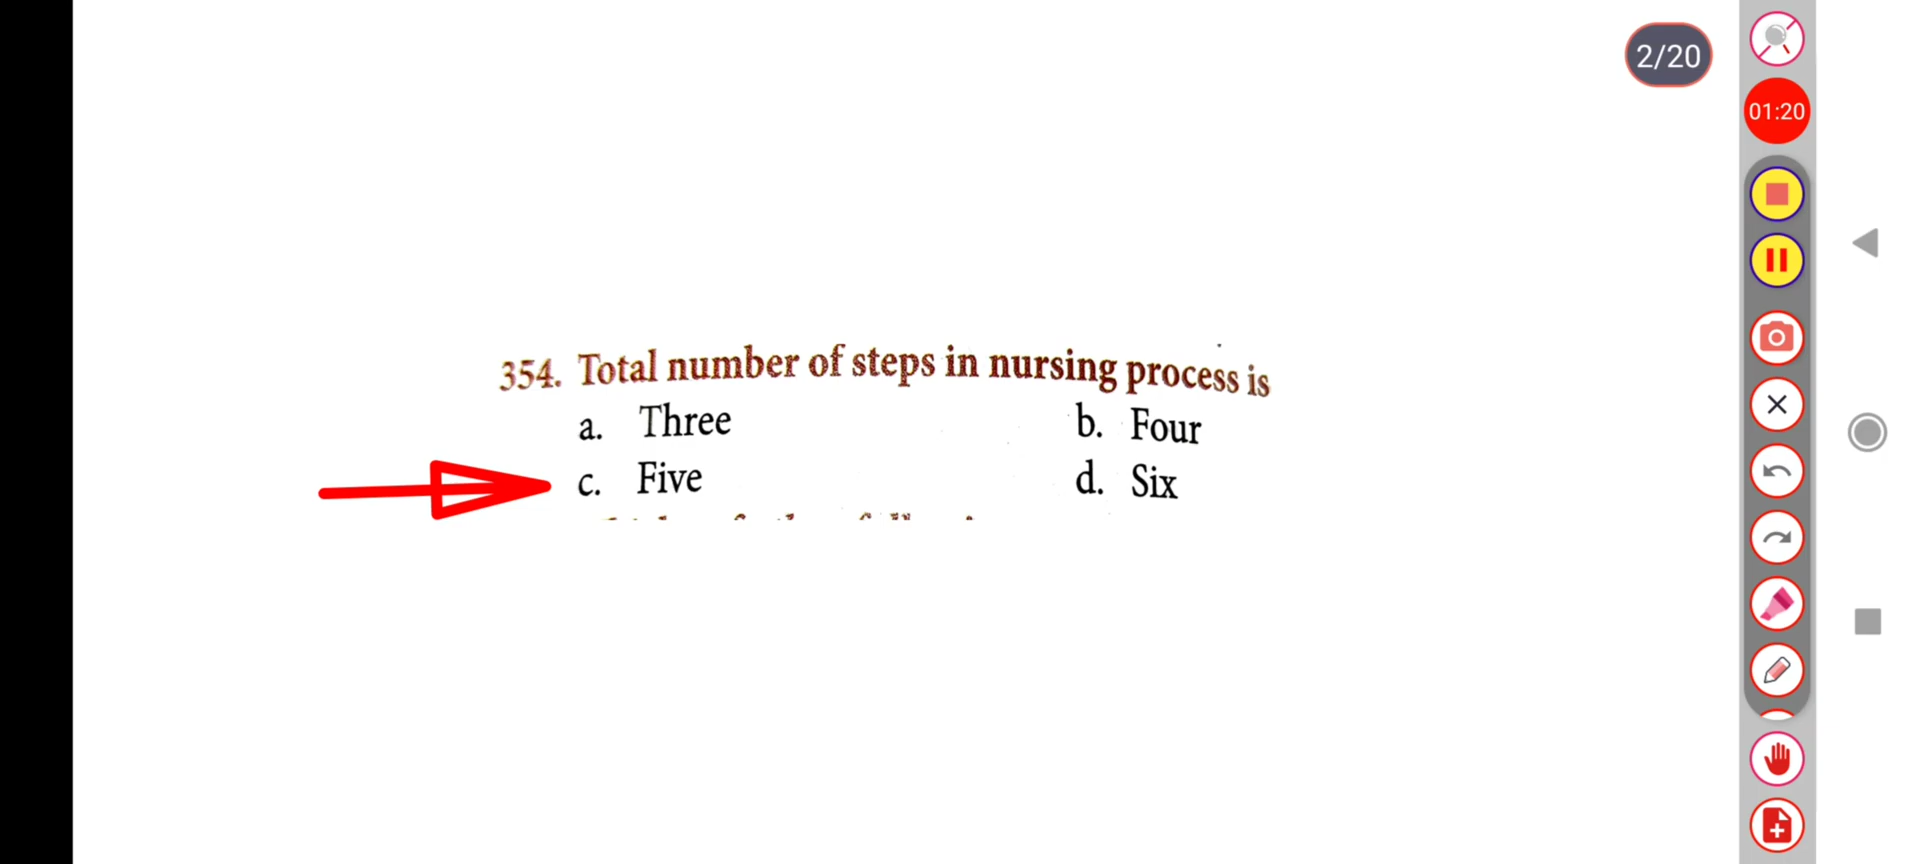 2/20
01:20
354. Total number of steps in nursing process is
a. Three b. Four
c. Five d. Six